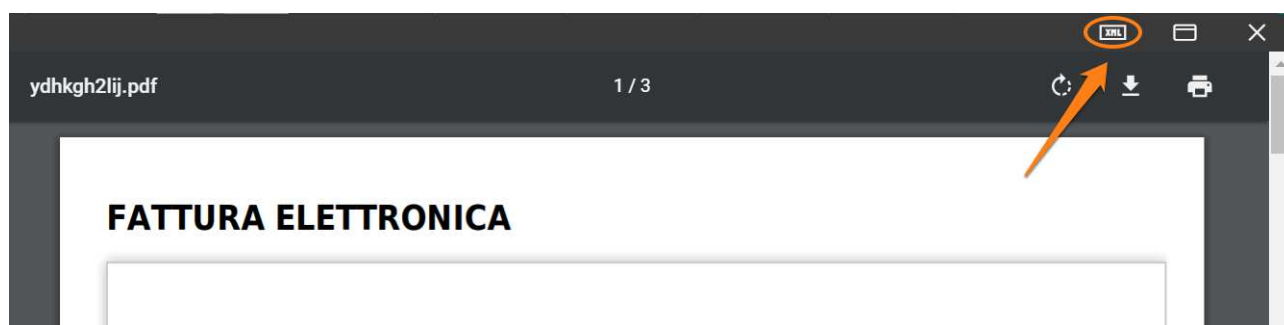 XML
ydhkgh2lij.pdf
1 / 3
FATTURA ELETTRONICA